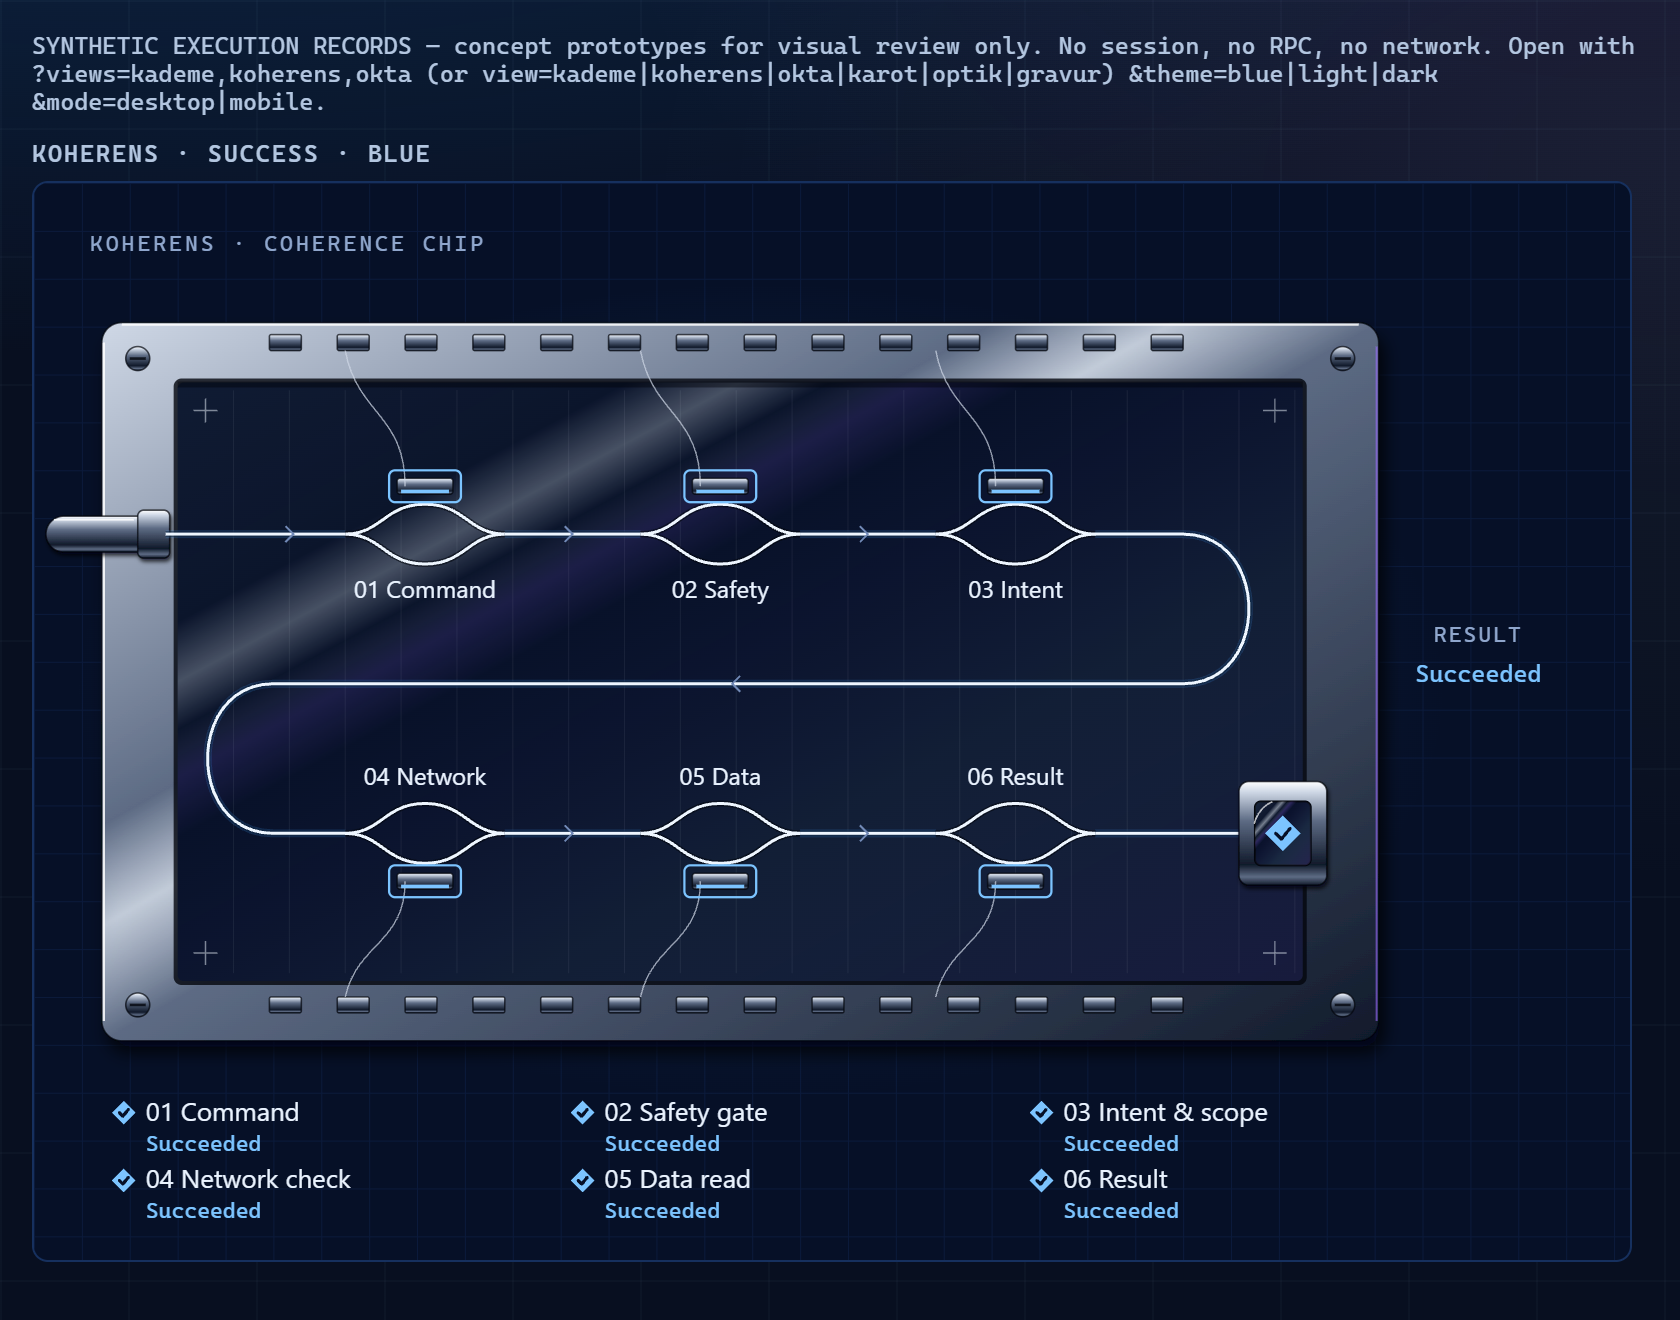 SYNTHETIC EXECUTION RECORDS — concept prototypes for visual review only. No session, no RPC, no network. Open with
?views=kademe,koherens,okta (or view=kademe|koherens|okta|karot|optik|gravur) &theme=blue|light|dark
&mode=desktop|mobile.
KOHERENS · SUCCESS · BLUE
KOHERENS · COHERENCE CHIP
01 Command
02 Safety
03 Intent
RESULT
Succeeded
04 Network
05 Data
06 Result
01 Command
Succeeded
02 Safety gate
Succeeded
03 Intent & scope
Succeeded
04 Network check
Succeeded
05 Data read
Succeeded
06 Result
Succeeded